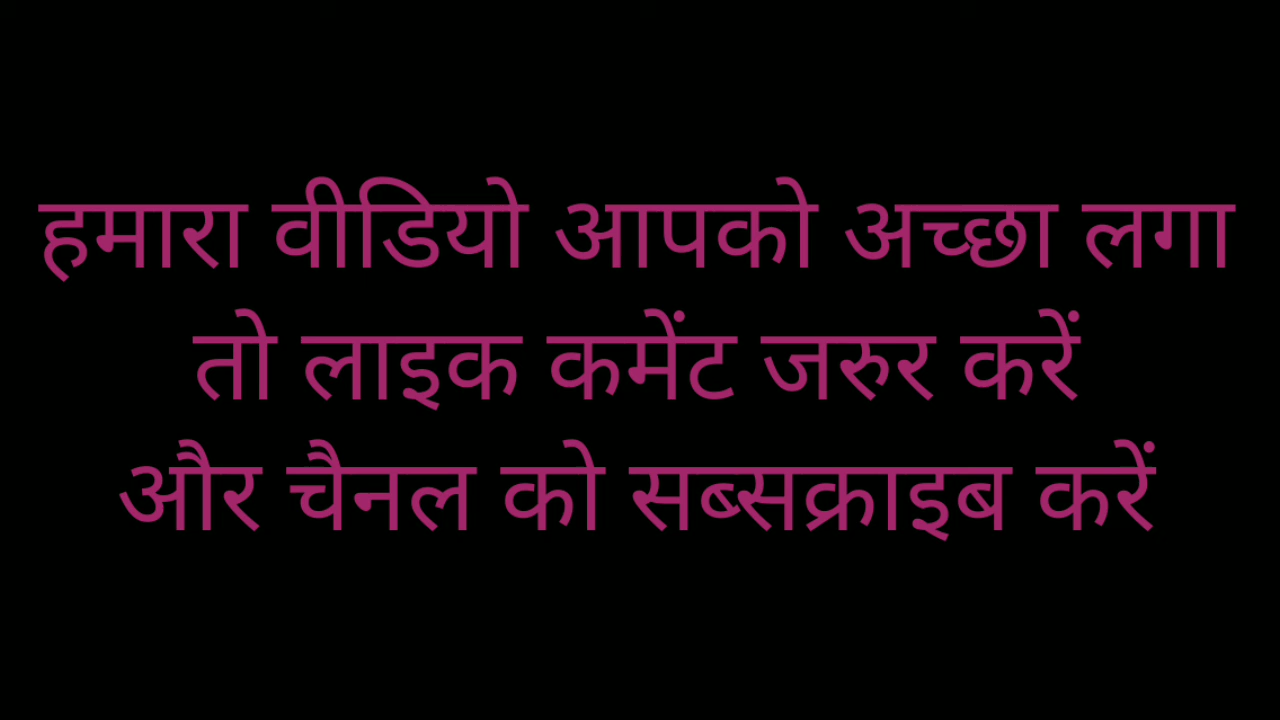 हमारा वीडियो आपको अच्छा लगा
तो लाइक कमेंट जरुर करें
और चैनल को सब्सक्राइब करें